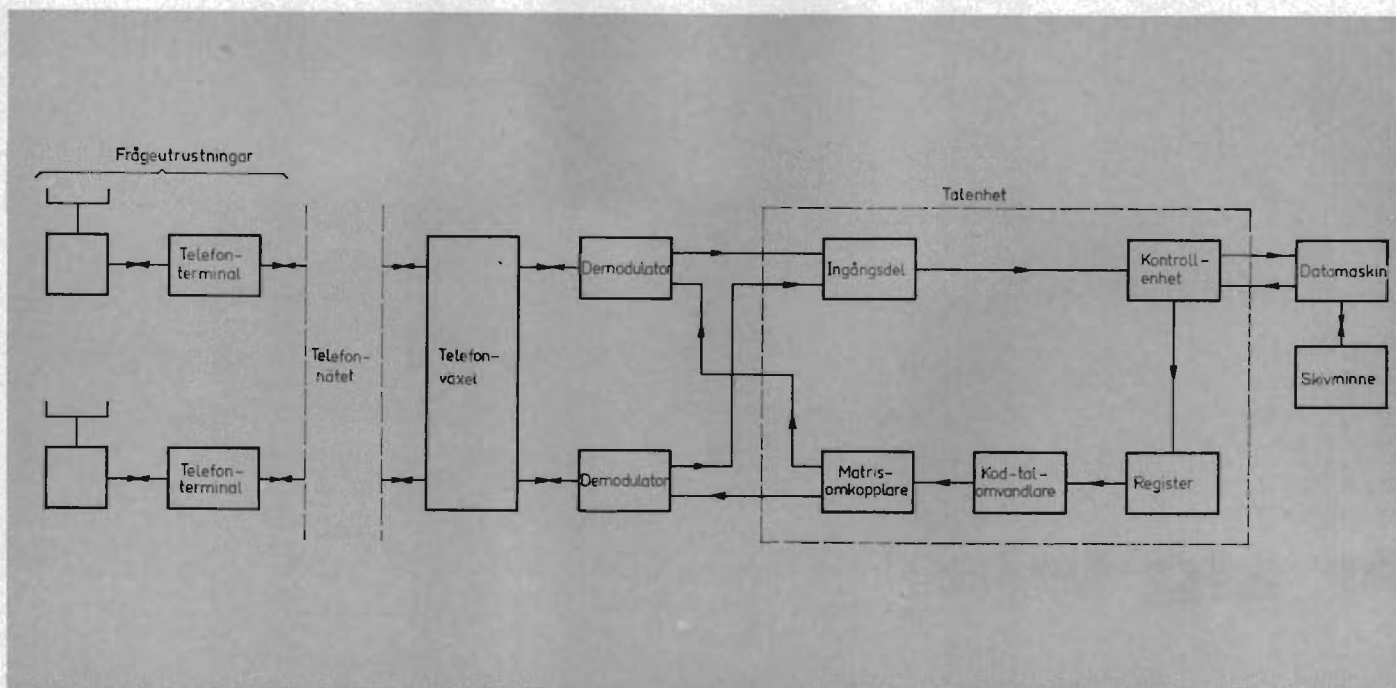 Frågeutrustningar
Telefon-
terminal
Telefon-
terminal
Telefon-
nätet
Telefon-
växel
Demodulator
Demodulator
Talenhet
Ingångsdel
Kontroll-
enhet
Matris-
omkopplare
Kod-tal-
omvandlare
Register
Datamaskin
Skivminne